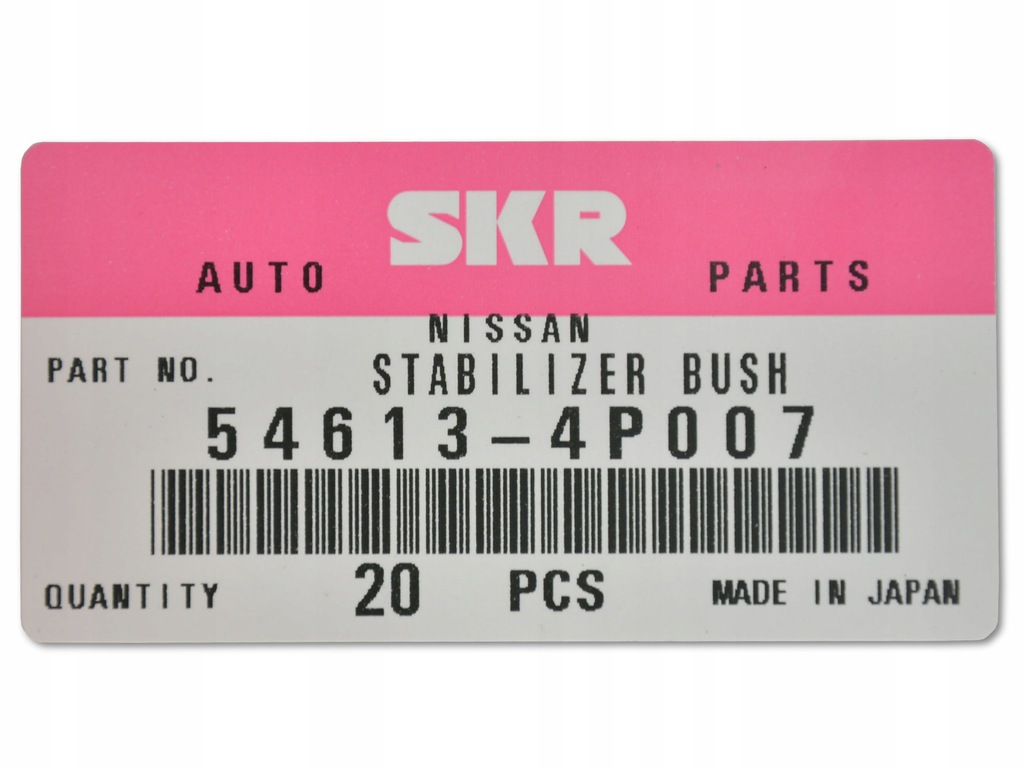 SKR
AUTO PARTS
NISSAN
PART NO. STABILIZER BUSH
54613-4P007
QUANTITY 20 PCS MADE IN JAPAN